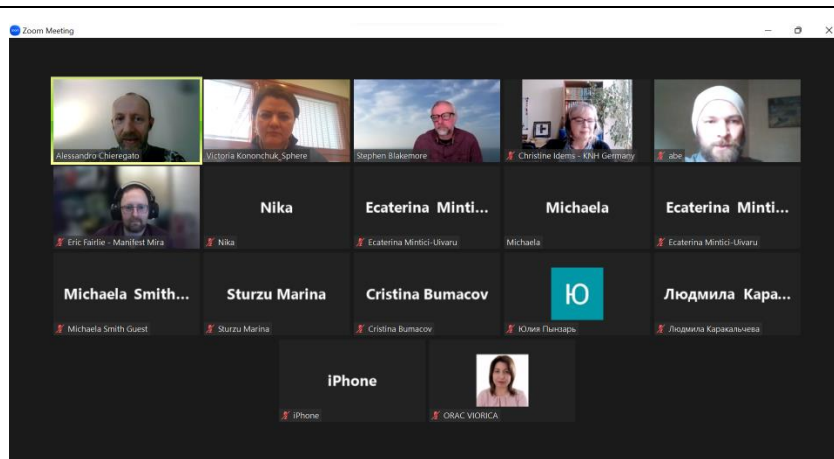 Zoom Meeting
Alessandro Chieregato
Victoria Kononchuk_Sphere
Stephen Blakemore
Christine Idems - KNH Germany
abe
Eric Fairlie - Manifest Mira
Nika
Nika
Ecaterina Minti...
Ecaterina Mintici-Uivaru
Michaela
Michaela
Ecaterina Minti...
Ecaterina Mintici-Uivaru
Michaela Smith...
Michaela Smith Guest
Sturzu Marina
Sturzu Marina
Cristina Bumacov
Cristina Bumacov
Ю
Юлия Пынзарь
Людмила Кара...
Людмила Каракальчева
iPhone
iPhone
ORAC VIORICA